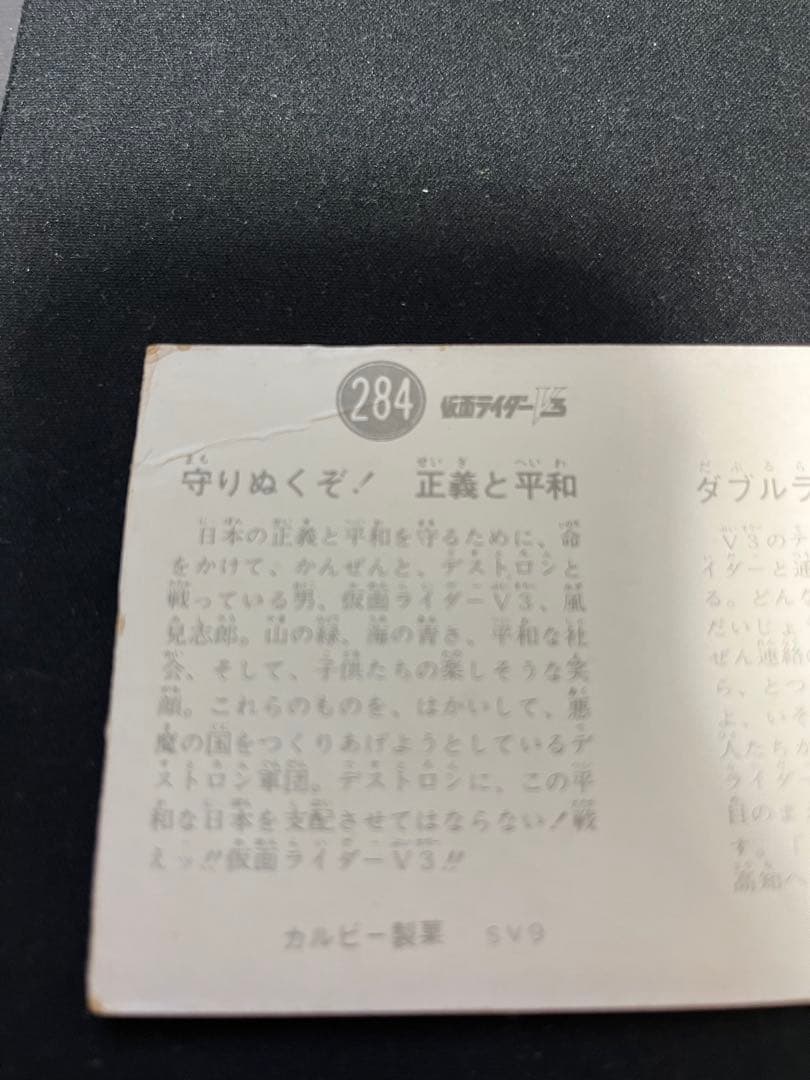 284 仮面ライダーV3
守りぬくぞ! 正義と平和
日本の正義と平和を守るために、命
をかけて、かんぜんと、デストロンと
戦っている男、仮面ライダーV3、風
見志郎。山の緑、海の青さ、平和な社
会、そして、子供たちの楽しそうな笑
顔。これらのものを、はかいして、悪
魔の国をつくりあげようとしているデ
ストロン軍団。デストロンに、この平
和な日本を支配させてはならない!戦
えッ!!仮面ライダーV3!!
カルビー製菓 SV9
ダブルラ
V3のテ
イダーと通
る。どんな
だいじょ
ぜん連絡の
ら、とつ
よ、いそ
人たちが
ライダ
目のまえ
す。「
高知へ